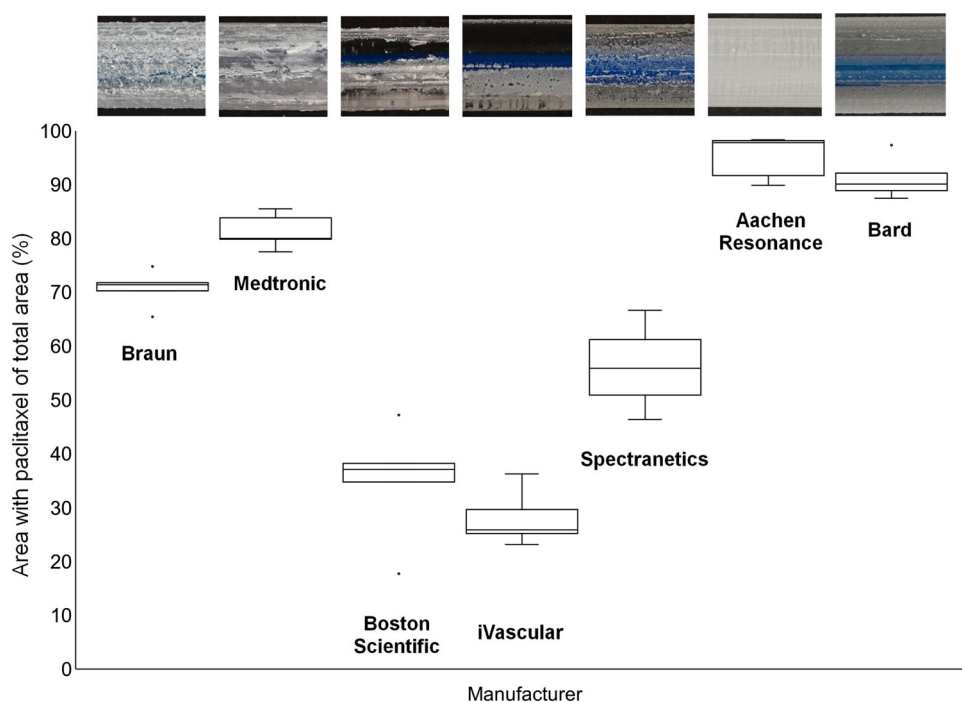 100
90
80
70
60
50
40
30
20
10
0
Area with paclitaxel of total area (%)
Braun
Medtronic
Boston
Scientific
iVascular
Spectranetics
Aachen
Resonance
Bard
Manufacturer